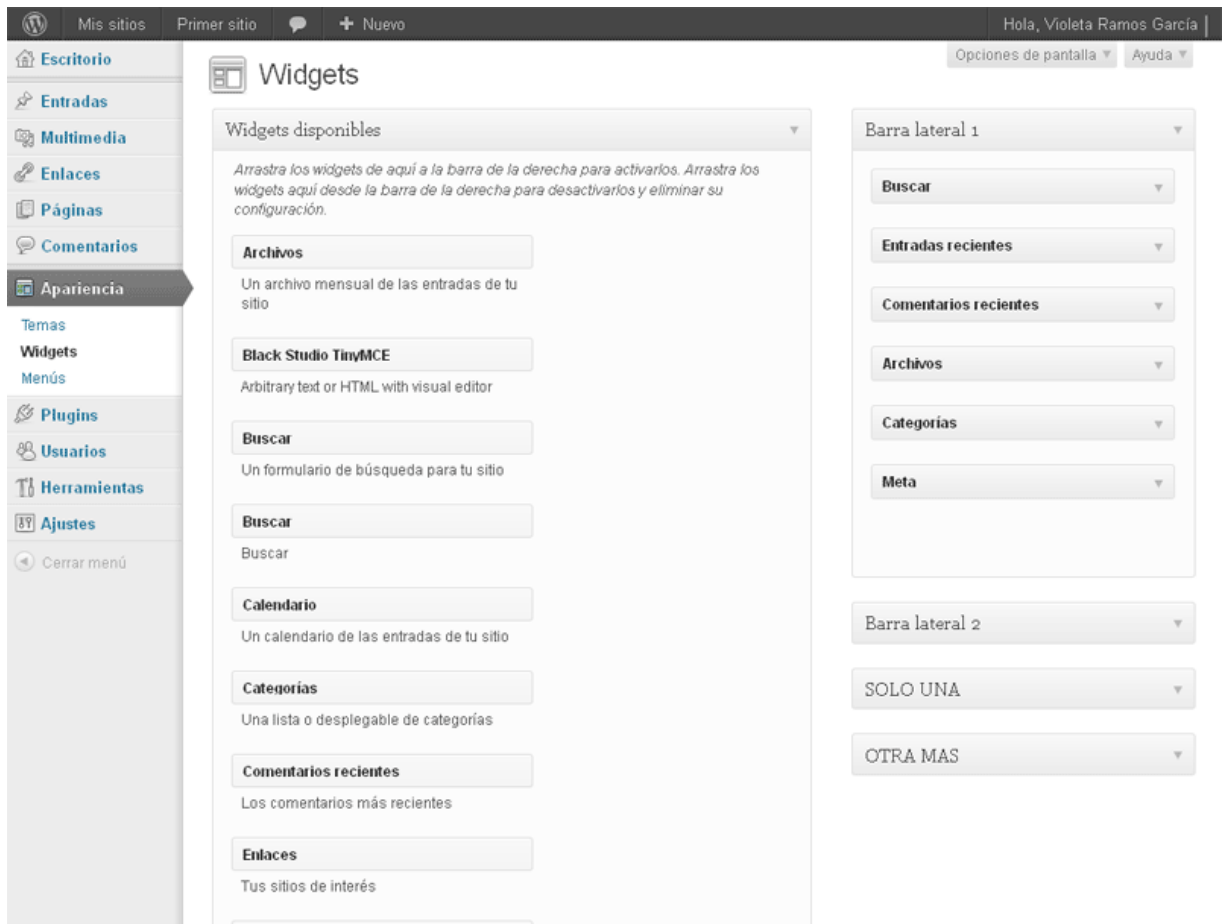 Mis sitios
Primer sitio
Nuevo
Hola, Violeta Ramos García
Escritorio
Entradas
Multimedia
Enlaces
Páginas
Comentarios
Apariencia
Temas
Widgets
Menús
Plugins
Usuarios
Herramientas
Ajustes
Cerrar menú
Opciones de pantalla
Ayuda
Widgets
Widgets disponibles
Arrastra los widgets de aquí a la barra de la derecha para activarlos. Arrastra los
widgets aquí desde la barra de la derecha para desactivarlos y eliminar su
configuración.
Archivos
Un archivo mensual de las entradas de tu
sitio
Black Studio TinyMCE
Arbitrary text or HTML with visual editor
Buscar
Un formulario de búsqueda para tu sitio
Buscar
Buscar
Calendario
Un calendario de las entradas de tu sitio
Categorías
Una lista o desplegable de categorías
Comentarios recientes
Los comentarios más recientes
Enlaces
Tus sitios de interés
Barra lateral 1
Buscar
Entradas recientes
Comentarios recientes
Archivos
Categorías
Meta
Barra lateral 2
SOLO UNA
OTRA MAS